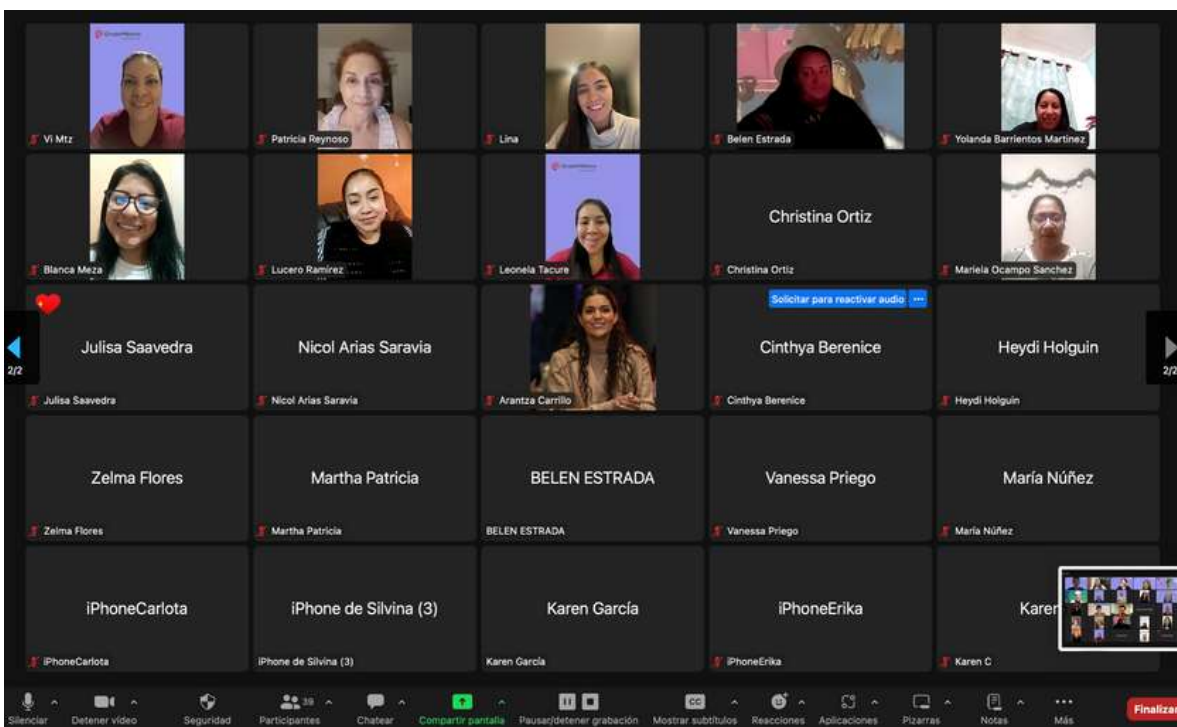 Vi Mtz
Patricia Reynoso
Lina
Belen Estrada
Yolanda Barrientos Martinez
Blanca Meza
Lucero Ramirez
Leonela Tacure
Christina Ortiz
Christina Ortiz
Mariela Ocampo Sanchez
Solicitar para reactivar audio ...
2/2
Julisa Saavedra
Nicol Arias Saravia
Cinthya Berenice
Heydi Holguin
2/2
Julisa Saavedra
Nicol Arias Saravia
Arantza Carrillo
Cinthya Berenice
Heydi Holguin
Zelma Flores
Martha Patricia
BELEN ESTRADA
Vanessa Priego
María Núñez
Zelma Flores
Martha Patricia
BELEN ESTRADA
Vanessa Priego
María Núñez
iPhoneCarlota
iPhone de Silvina (3)
Karen García
iPhoneErika
Karen
iPhoneCarlota
iPhone de Silvina (3)
Karen García
iPhoneErika
Karen C
39
CC
Silenciar
Detener vídeo
Seguridad
Participantes
Chatear
Compartir pantalla
Pausar/detener grabación
Mostrar subtítulos
Reacciones
Aplicaciones
Pizarras
Notas
Más
Finalizar